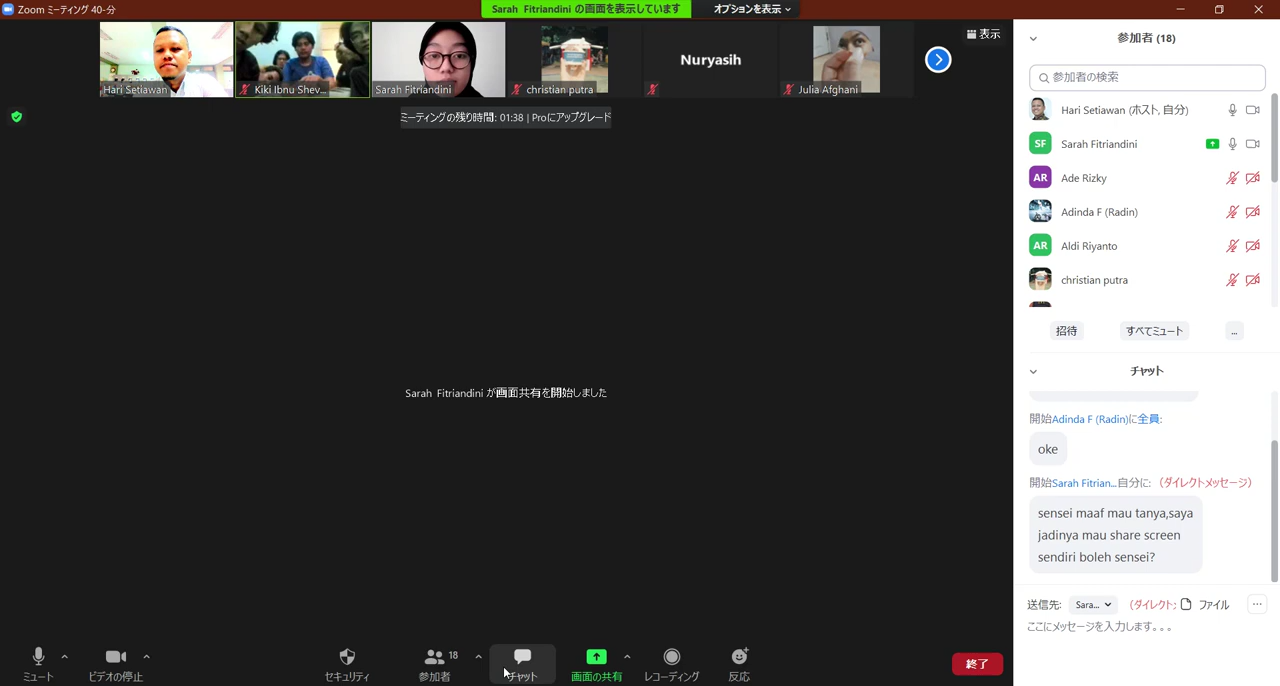 Zoom ミーティング 40-分
Sarah Fitriandini の画面を表示しています
オプションを表示
Hari Setiawan
Kiki Ibnu Shev...
Sarah Fitriandini
christian putra
Nuryasih
Julia Afghani
表示
ミーティングの残り時間: 01:38 | Proにアップグレード
Sarah Fitriandini が画面共有を開始しました
参加者 (18)
参加者の検索
Hari Setiawan (ホスト, 自分)
SF Sarah Fitriandini
AR Ade Rizky
Adinda F (Radin)
AR Aldi Riyanto
christian putra
招待
すべてミュート
...
チャット
開始Adinda F (Radin)に全員:
oke
開始Sarah Fitrian...自分に: (ダイレクトメッセージ)
sensei maaf mau tanya,saya
jadinya mau share screen
sendiri boleh sensei?
送信先: Sara... (ダイレクト; ファイル ...
ここにメッセージを入力します。。。
ミュート
ビデオの停止
セキュリティ
18
参加者
チャット
画面の共有
レコーディング
反応
終了